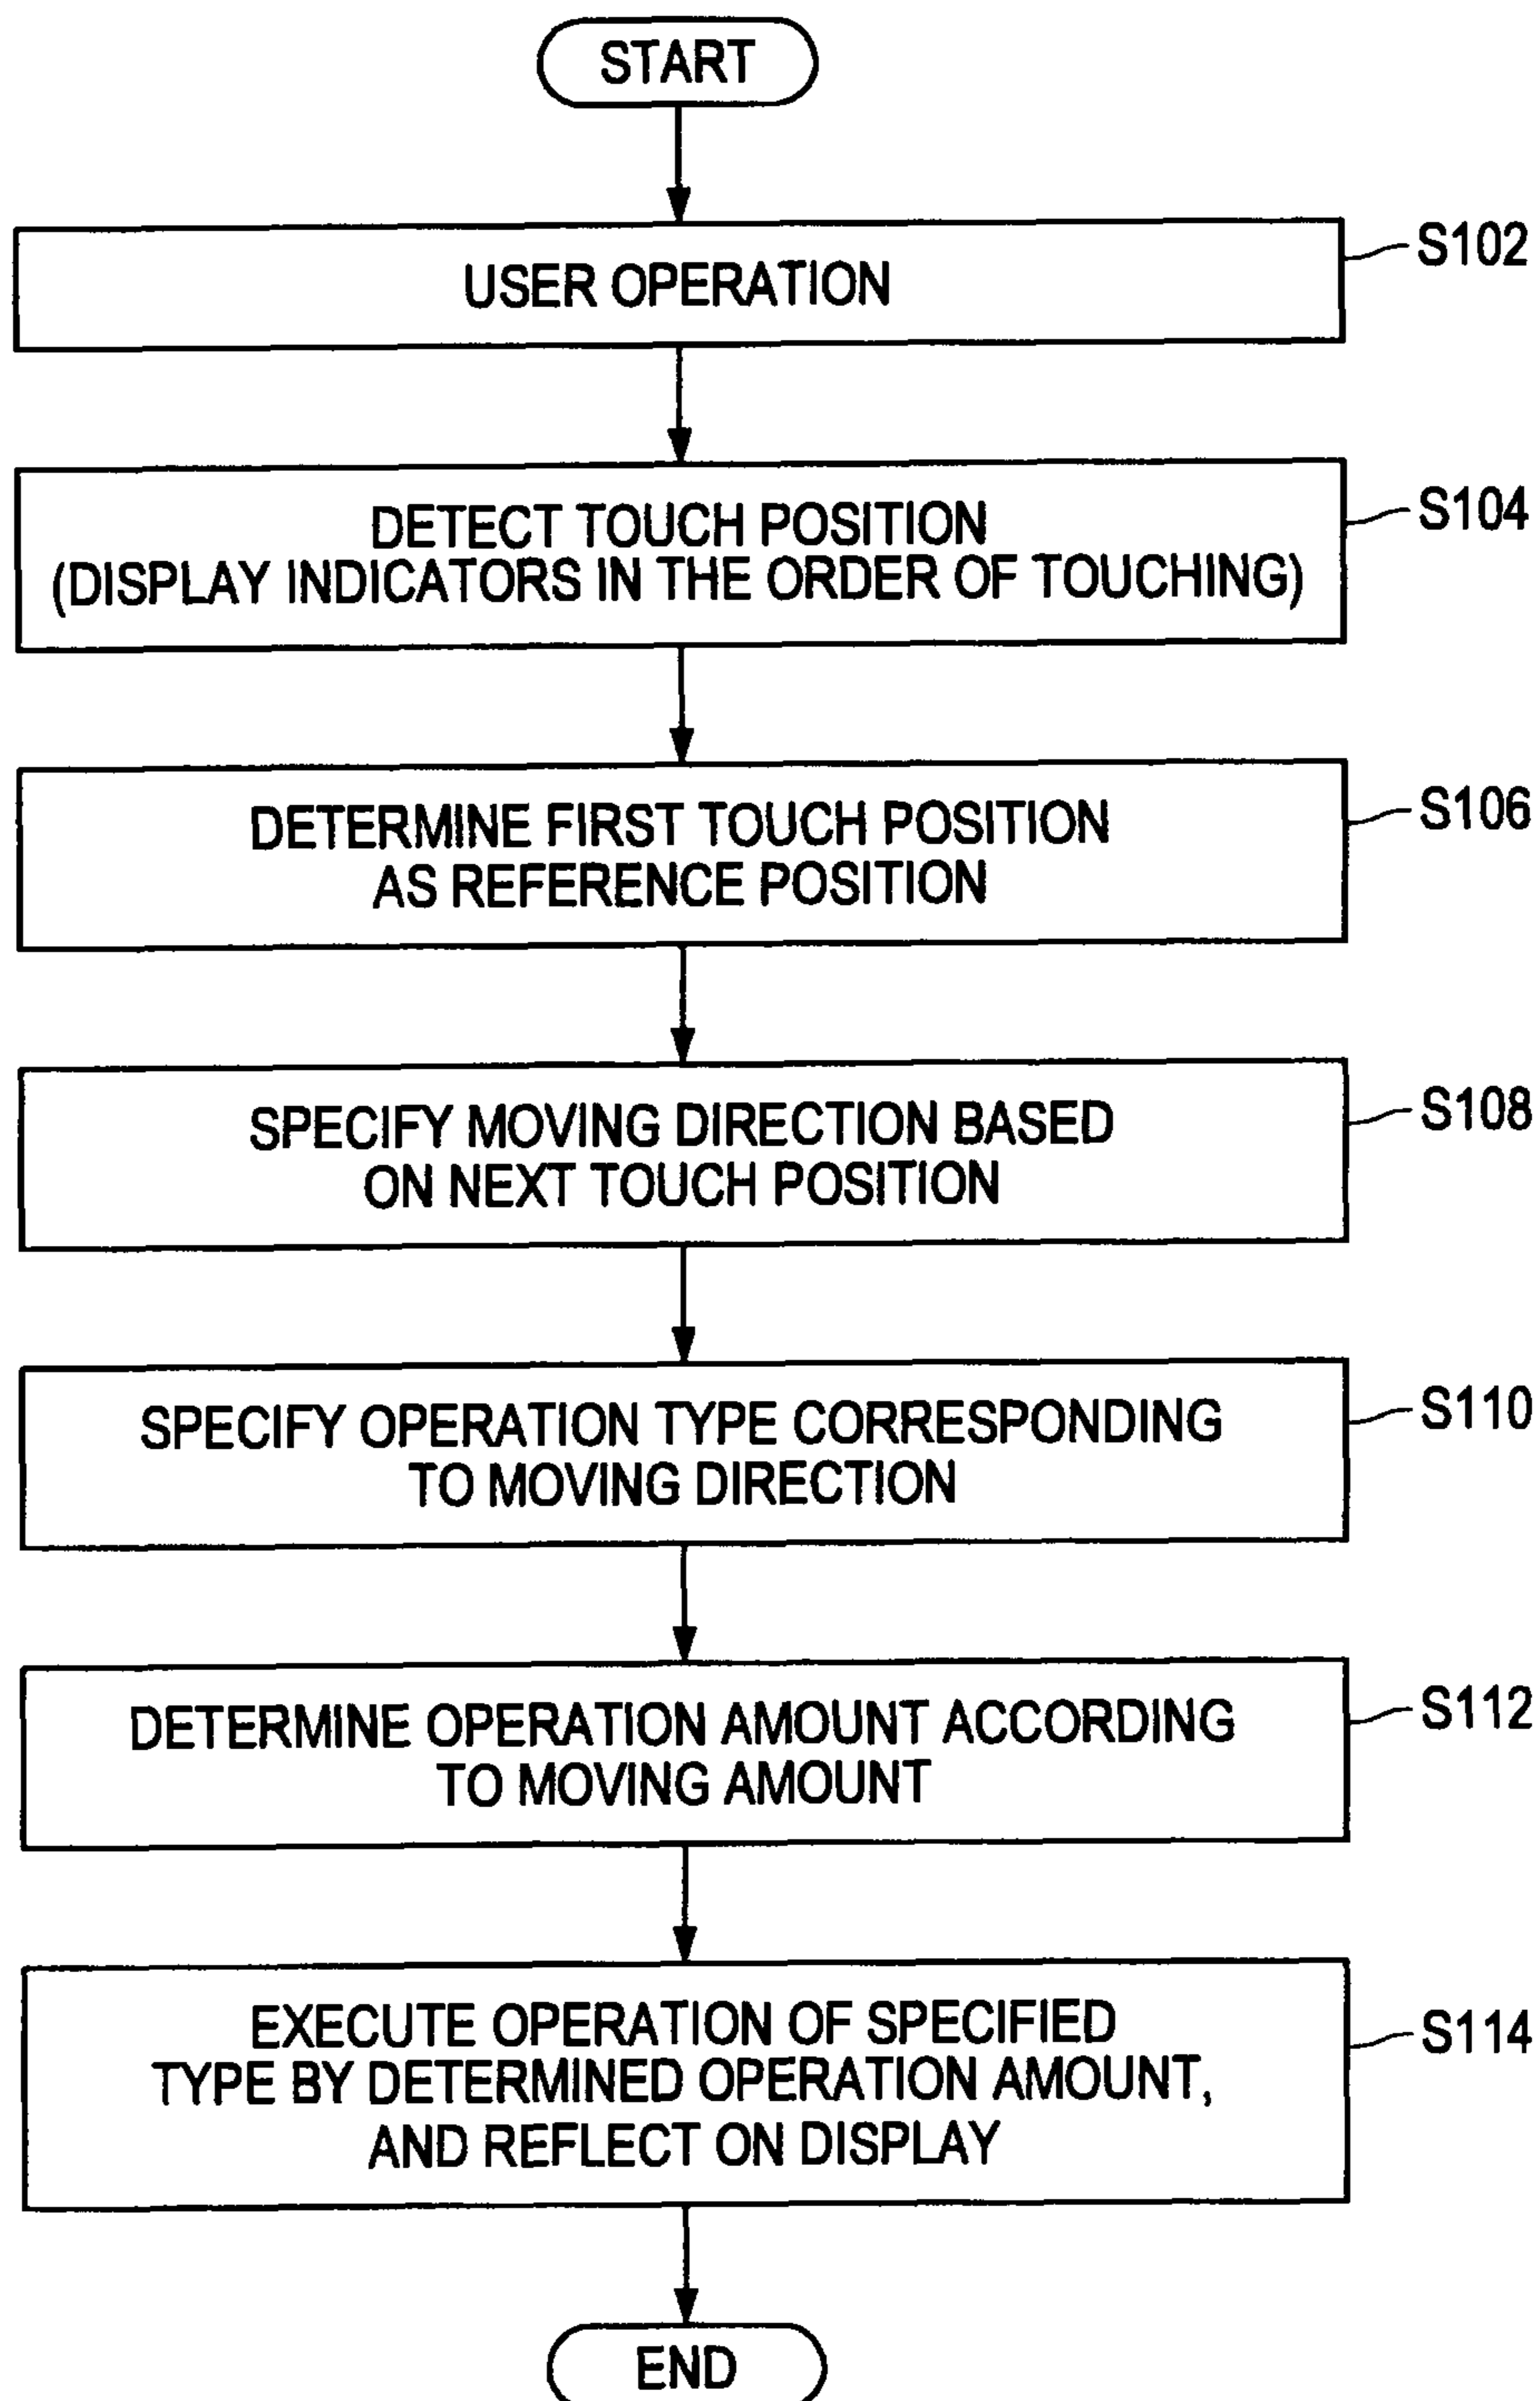 START
USER OPERATION
S102
DETECT TOUCH POSITION
(DISPLAY INDICATORS IN THE ORDER OF TOUCHING)
S104
DETERMINE FIRST TOUCH POSITION
AS REFERENCE POSITION
S106
SPECIFY MOVING DIRECTION BASED
ON NEXT TOUCH POSITION
S108
SPECIFY OPERATION TYPE CORRESPONDING
TO MOVING DIRECTION
S110
DETERMINE OPERATION AMOUNT ACCORDING
TO MOVING AMOUNT
S112
EXECUTE OPERATION OF SPECIFIED
TYPE BY DETERMINED OPERATION AMOUNT,
AND REFLECT ON DISPLAY
S114
END